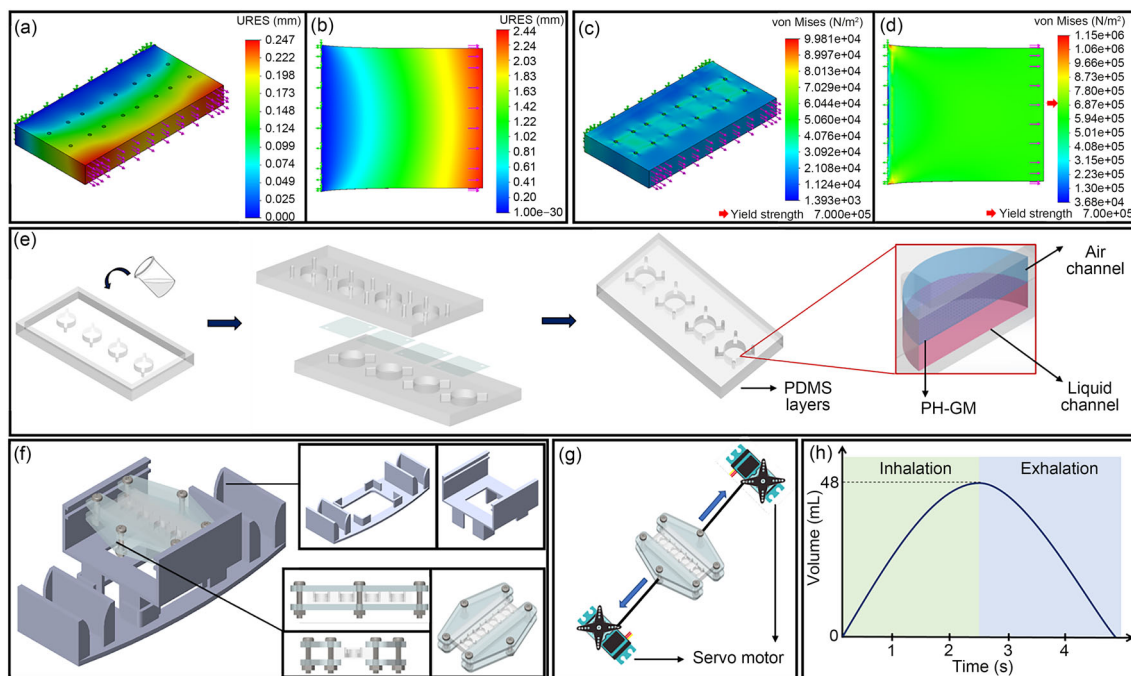 (a)
URES (mm)
0.247
0.222
0.198
0.173
0.148
0.124
0.099
0.074
0.049
0.025
0.000
(b)
URES (mm)
2.44
2.24
2.03
1.83
1.63
1.42
1.22
1.02
0.81
0.61
0.41
0.20
1.00e−30
(c)
von Mises (N/m²)
9.981e+04
8.997e+04
8.013e+04
7.029e+04
6.044e+04
5.060e+04
4.076e+04
3.092e+04
2.108e+04
1.124e+04
1.393e+03
Yield strength 7.000e+05
(d)
von Mises (N/m²)
1.15e+06
1.06e+06
9.66e+05
8.73e+05
7.80e+05
6.87e+05
5.94e+05
5.01e+05
4.08e+05
3.15e+05
2.23e+05
1.30e+05
3.68e+04
Yield strength 7.00e+05
(e)
Air
channel
PDMS
layers
PH-GM
Liquid
channel
(f)
(g)
Servo motor
(h)
Inhalation
Exhalation
48
Volume (mL)
0
1 2 3 4
Time (s)